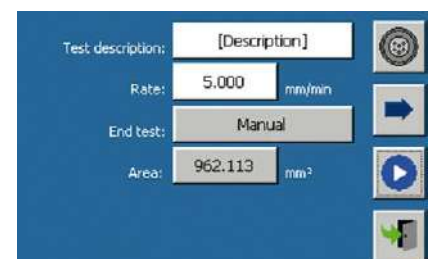 Test description: [Description]
Rate: 5.000 mm/min
End test: Manual
Area: 962.113 mm²